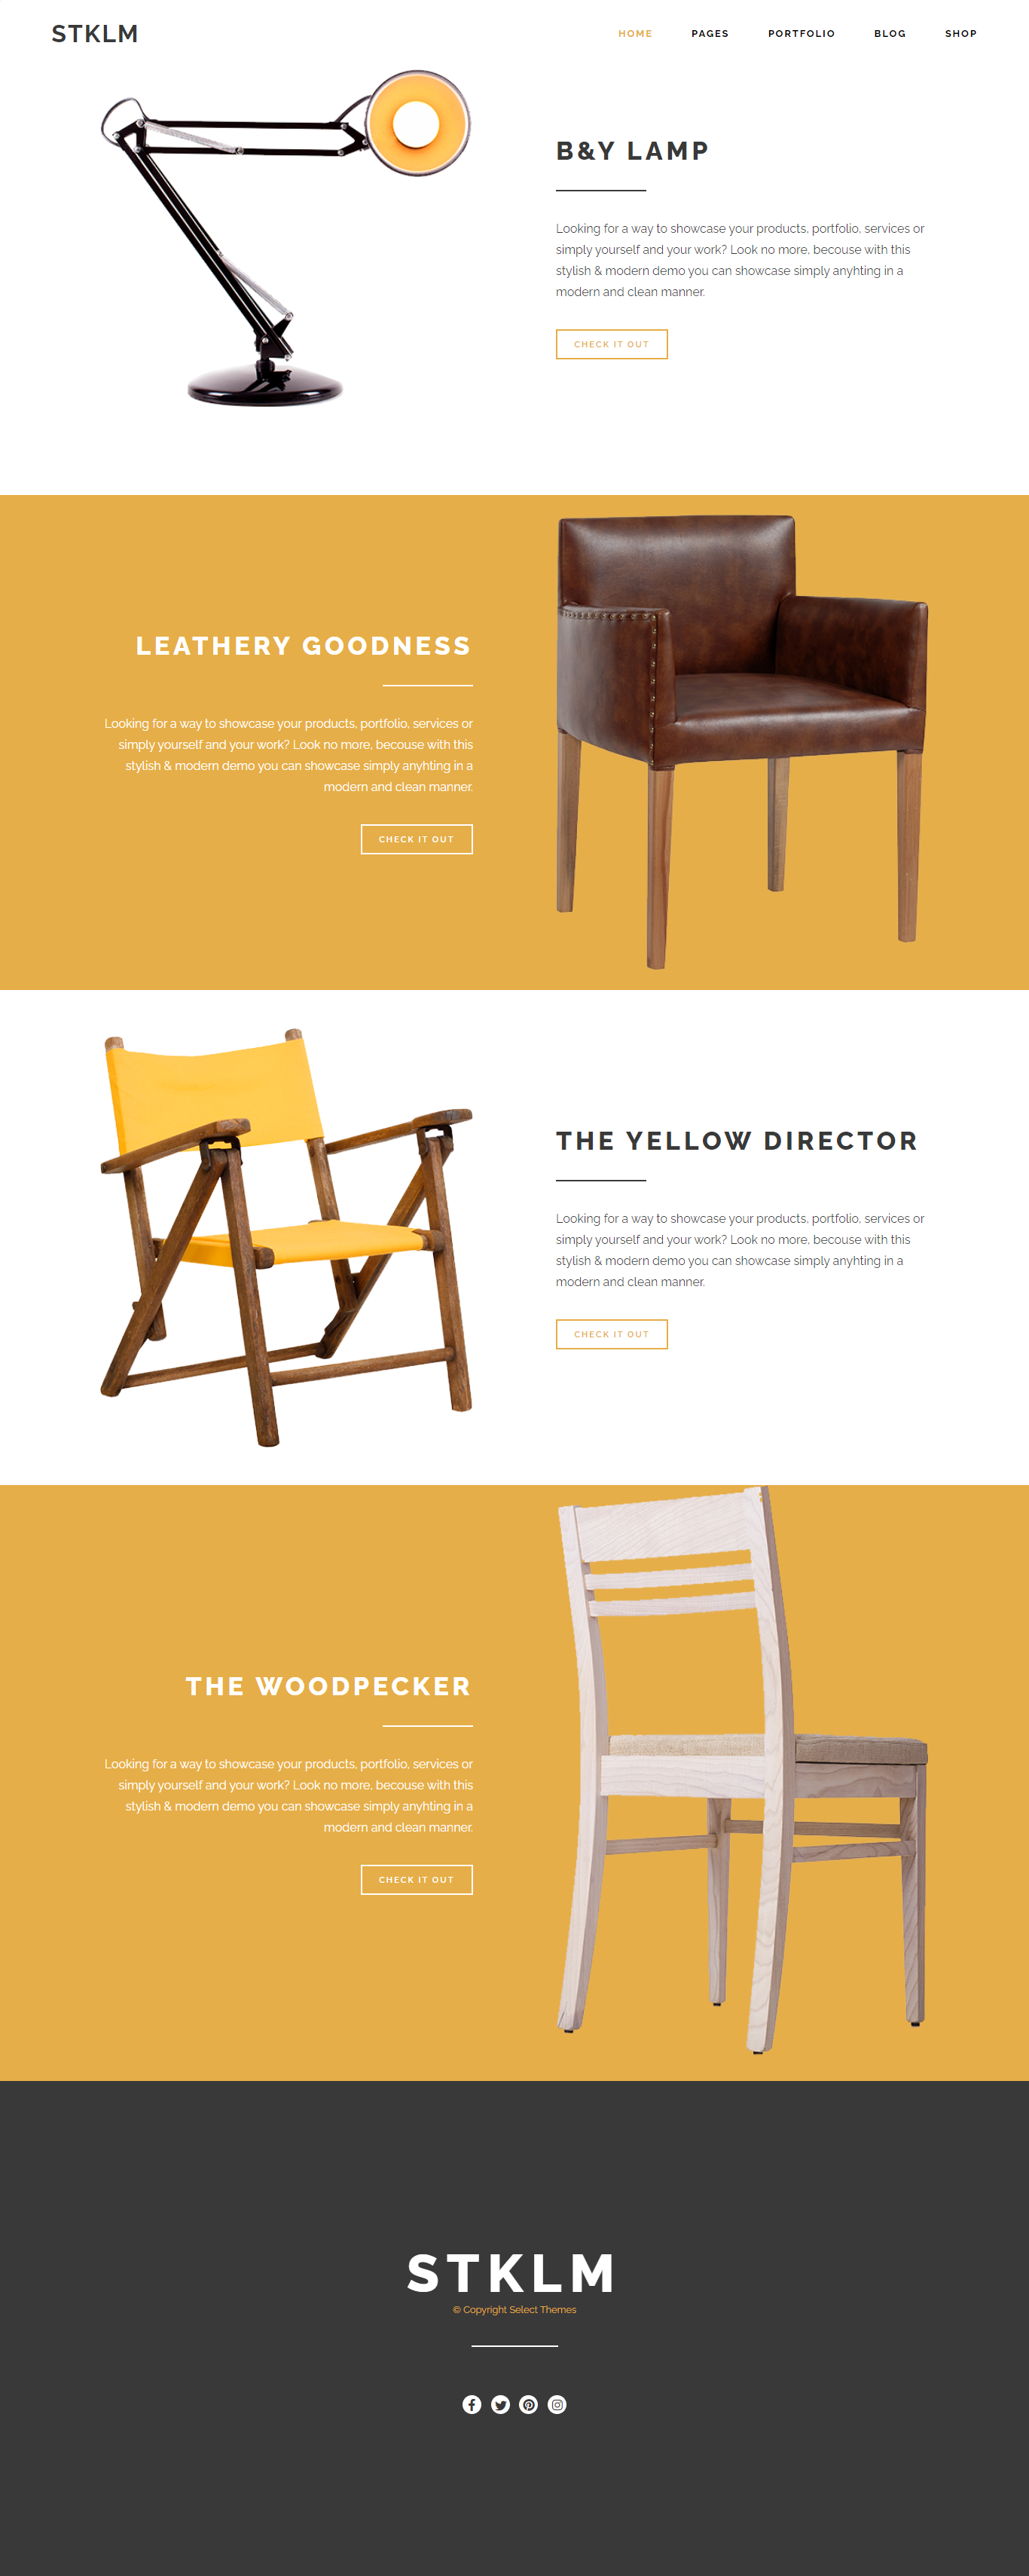 STKLM
HOME PAGES PORTFOLIO BLOG SHOP
B&Y LAMP
Looking for a way to showcase your products, portfolio, services or
simply yourself and your work? Look no more, becouse with this
stylish & modern demo you can showcase simply anyhting in a
modern and clean manner.
CHECK IT OUT
LEATHERY GOODNESS
Looking for a way to showcase your products, portfolio, services or
simply yourself and your work? Look no more, becouse with this
stylish & modern demo you can showcase simply anyhting in a
modern and clean manner.
CHECK IT OUT
THE YELLOW DIRECTOR
Looking for a way to showcase your products, portfolio, services or
simply yourself and your work? Look no more, becouse with this
stylish & modern demo you can showcase simply anyhting in a
modern and clean manner.
CHECK IT OUT
THE WOODPECKER
Looking for a way to showcase your products, portfolio, services or
simply yourself and your work? Look no more, becouse with this
stylish & modern demo you can showcase simply anyhting in a
modern and clean manner.
CHECK IT OUT
STKLM
© Copyright Select Themes